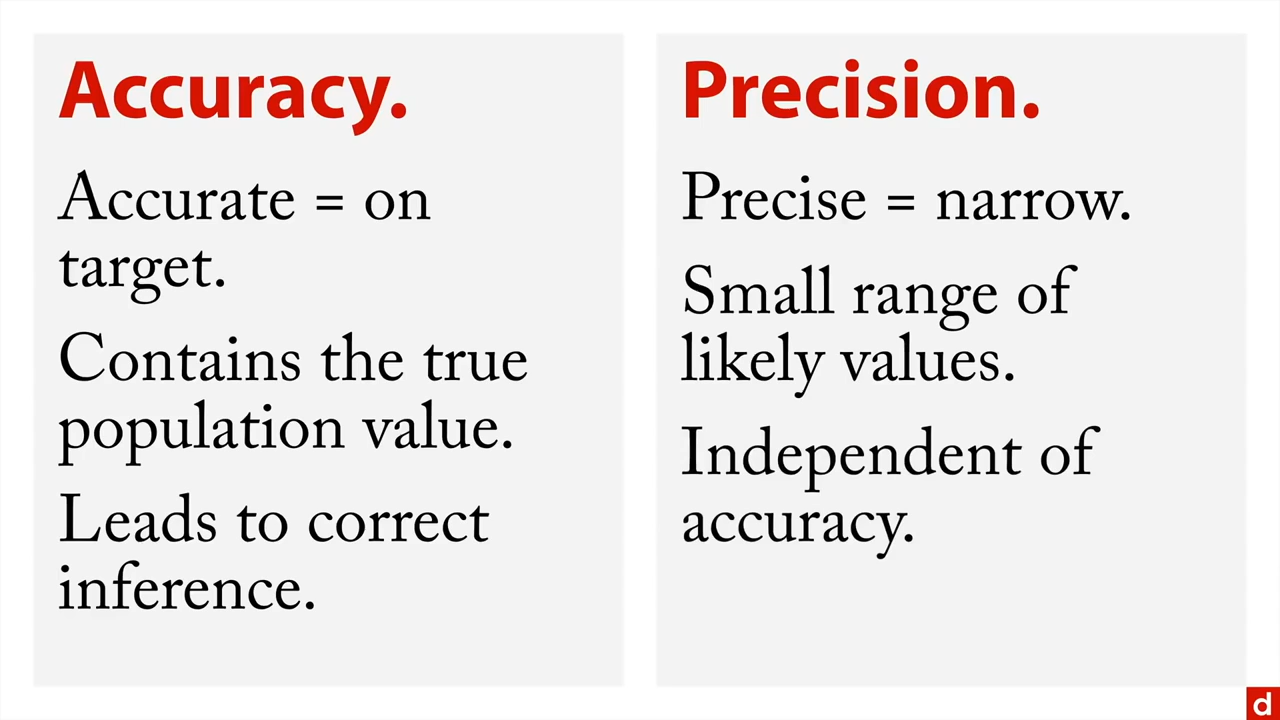 Accuracy.
Accurate = on
target.
Contains the true
population value.
Leads to correct
inference.
Precision.
Precise = narrow.
Small range of
likely values.
Independent of
accuracy.
d